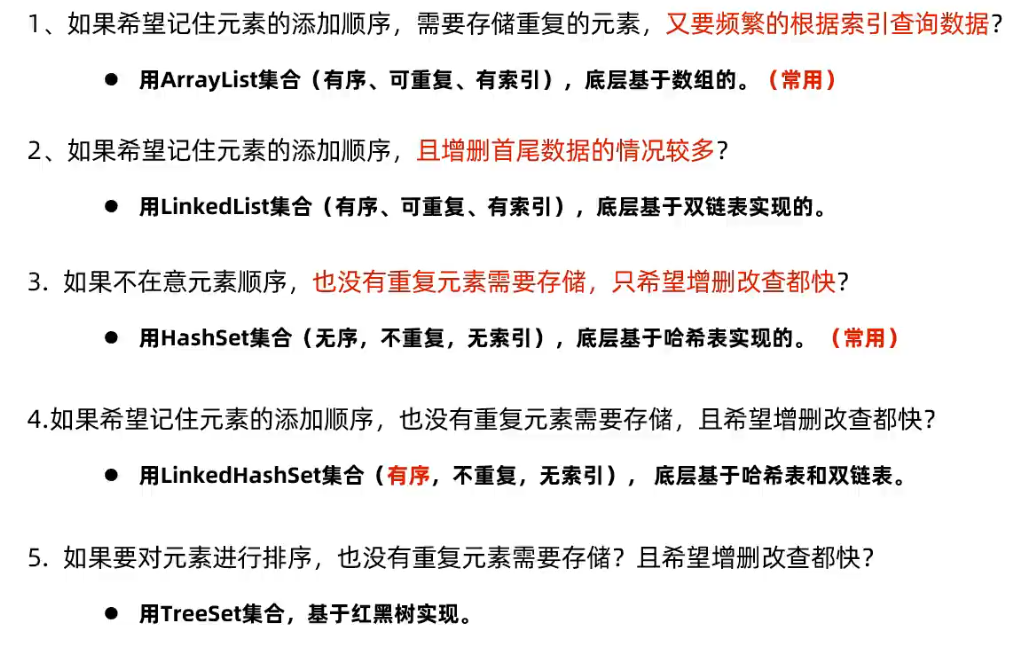 1、如果希望记住元素的添加顺序，需要存储重复的元素，又要频繁的根据索引查询数据？
● 用ArrayList集合（有序、可重复、有索引），底层基于数组的。（常用）
2、如果希望记住元素的添加顺序，且增删首尾数据的情况较多？
● 用LinkedList集合（有序、可重复、有索引），底层基于双链表实现的。
3. 如果不在意元素顺序，也没有重复元素需要存储，只希望增删改查都快？
● 用HashSet集合（无序，不重复，无索引），底层基于哈希表实现的。（常用）
4.如果希望记住元素的添加顺序，也没有重复元素需要存储，且希望增删改查都快？
● 用LinkedHashSet集合（有序，不重复，无索引）， 底层基于哈希表和双链表。
5. 如果要对元素进行排序，也没有重复元素需要存储？且希望增删改查都快？
● 用TreeSet集合，基于红黑树实现。